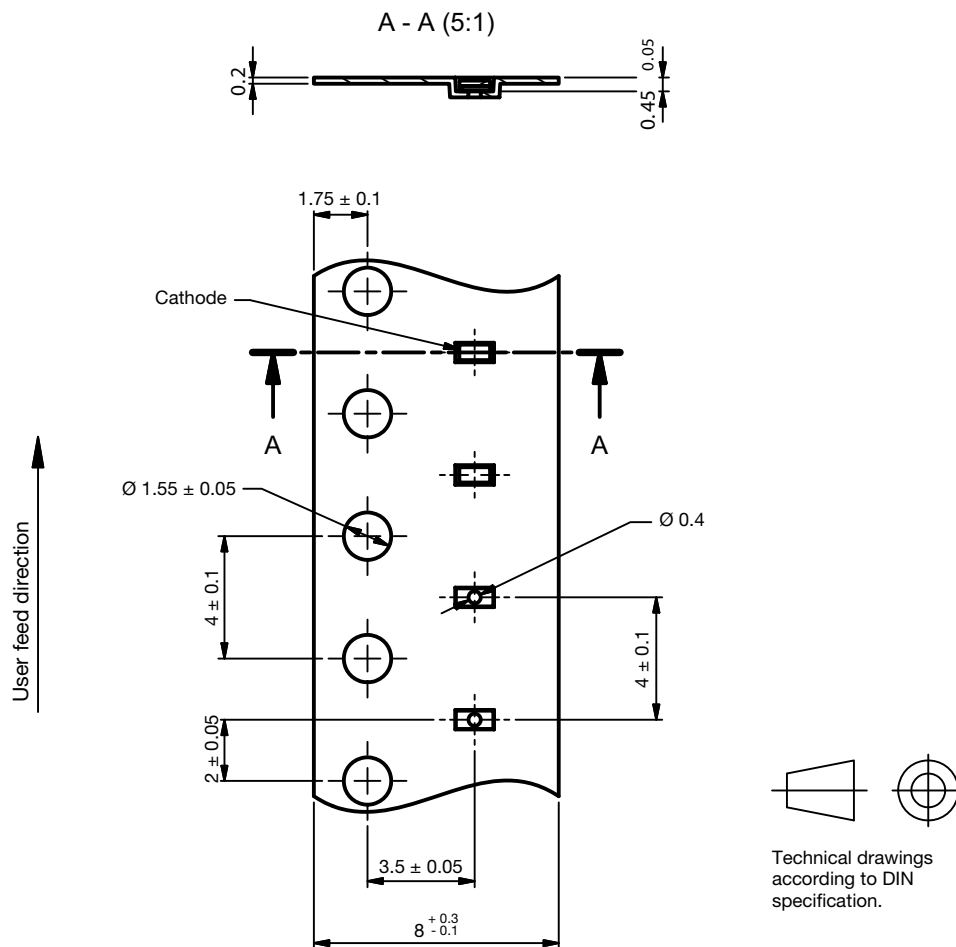 A - A (5:1)
0.2
0.05
0.45
1.75 ± 0.1
Cathode
A
A
Ø 1.55 ± 0.05
Ø 0.4
User feed direction
4 ± 0.1
4 ± 0.1
2 ± 0.05
3.5 ± 0.05
8 + 0.3 - 0.1
Technical drawings
according to DIN
specification.